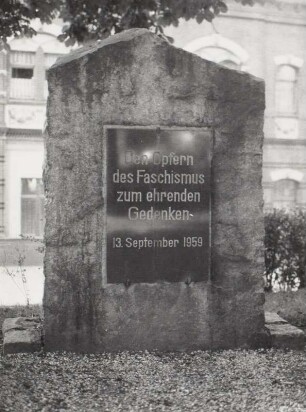 Den Opfern
des Faschismus
zum ehrenden
Gedenken
13. September 1959